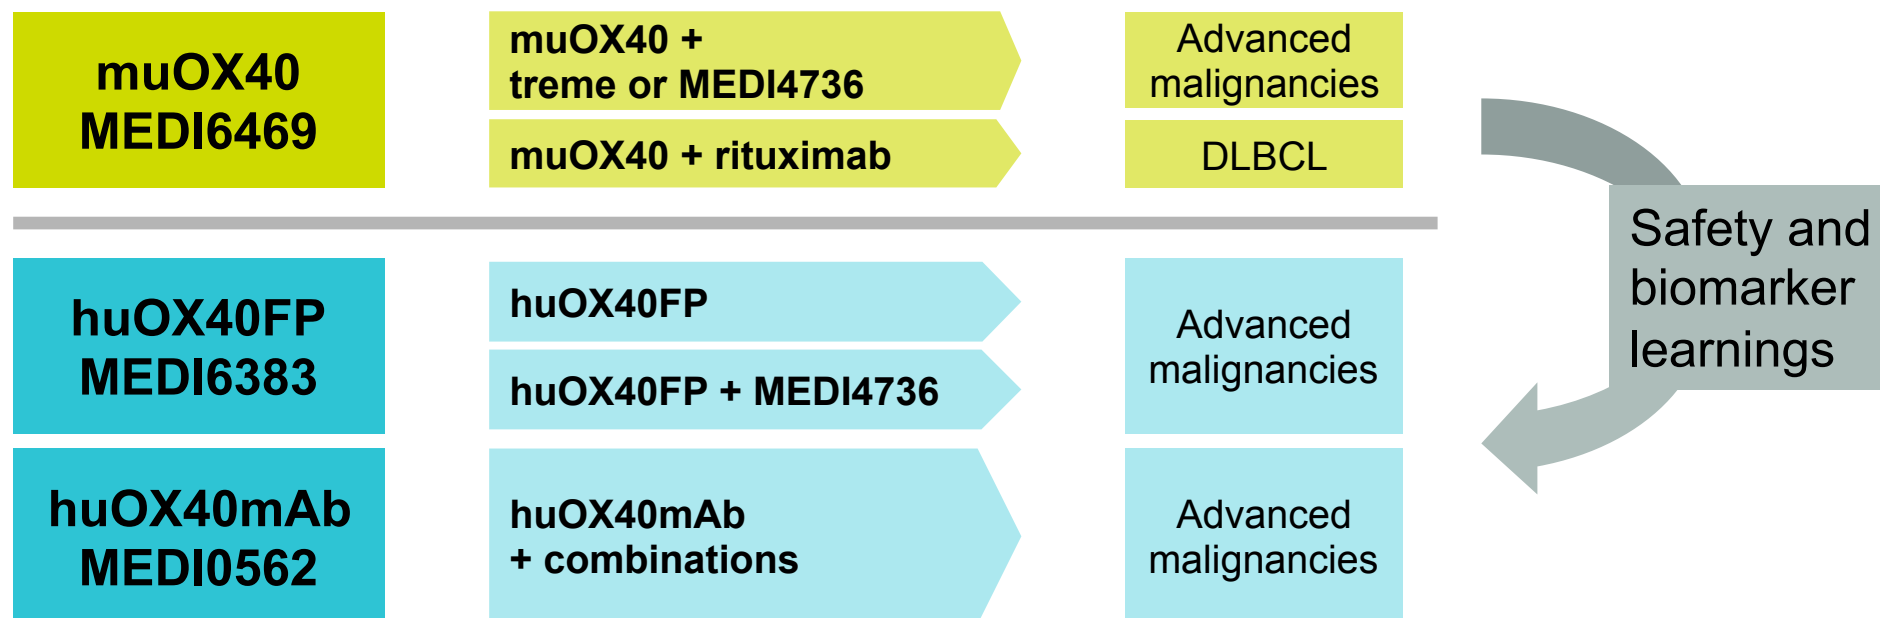 muOX40
MEDI6469
muOX40 +
treme or MEDI4736
Advanced
malignancies
muOX40 + rituximab
DLBCL
Safety and
biomarker
learnings
huOX40FP
MEDI6383
huOX40FP
huOX40FP + MEDI4736
Advanced
malignancies
huOX40mAb
MEDI0562
huOX40mAb
+ combinations
Advanced
malignancies